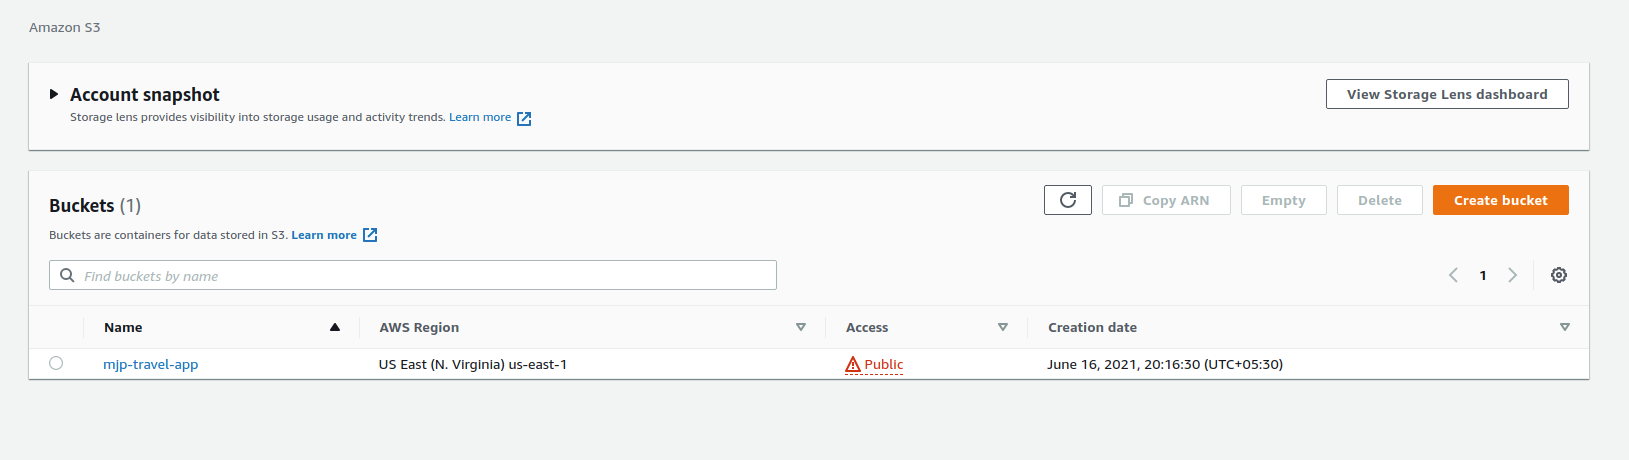 Amazon S3
Account snapshot
View Storage Lens dashboard
Storage lens provides visibility into storage usage and activity trends. Learn more
Buckets (1)
Copy ARN
Empty
Delete
Create bucket
Buckets are containers for data stored in S3. Learn more
Find buckets by name
1
Name AWS Region Access Creation date
mjp-travel-app US East (N. Virginia) us-east-1 Public June 16, 2021, 20:16:30 (UTC+05:30)